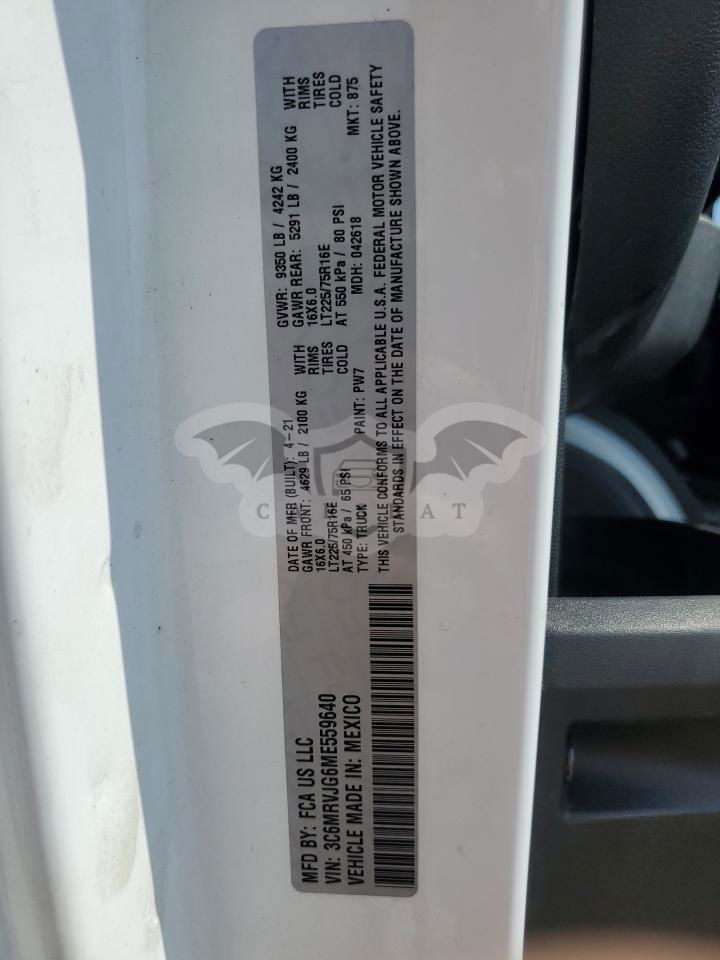 MFD BY: FCA US LLC
VIN: 3C6MRVJG6ME559640
VEHICLE MADE IN: MEXICO
DATE OF MFR (BUILT): 4-21 GVWR: 9350 LB / 4242 KG
GAWR FRONT: 4629 LB / 2100 KG WITH GAWR REAR: 5291 LB / 2400 KG WITH
16X6.0 RIMS 16X6.0 RIMS
LT225/75R16E TIRES LT225/75R16E TIRES
AT 450 kPa / 65 PSI COLD AT 550 kPa / 80 PSI COLD
TYPE: TRUCK PAINT: PW7 MDH: 042618 MKT: 875
THIS VEHICLE CONFORMS TO ALL APPLICABLE U.S.A. FEDERAL MOTOR VEHICLE SAFETY
STANDARDS IN EFFECT ON THE DATE OF MANUFACTURE SHOWN ABOVE.